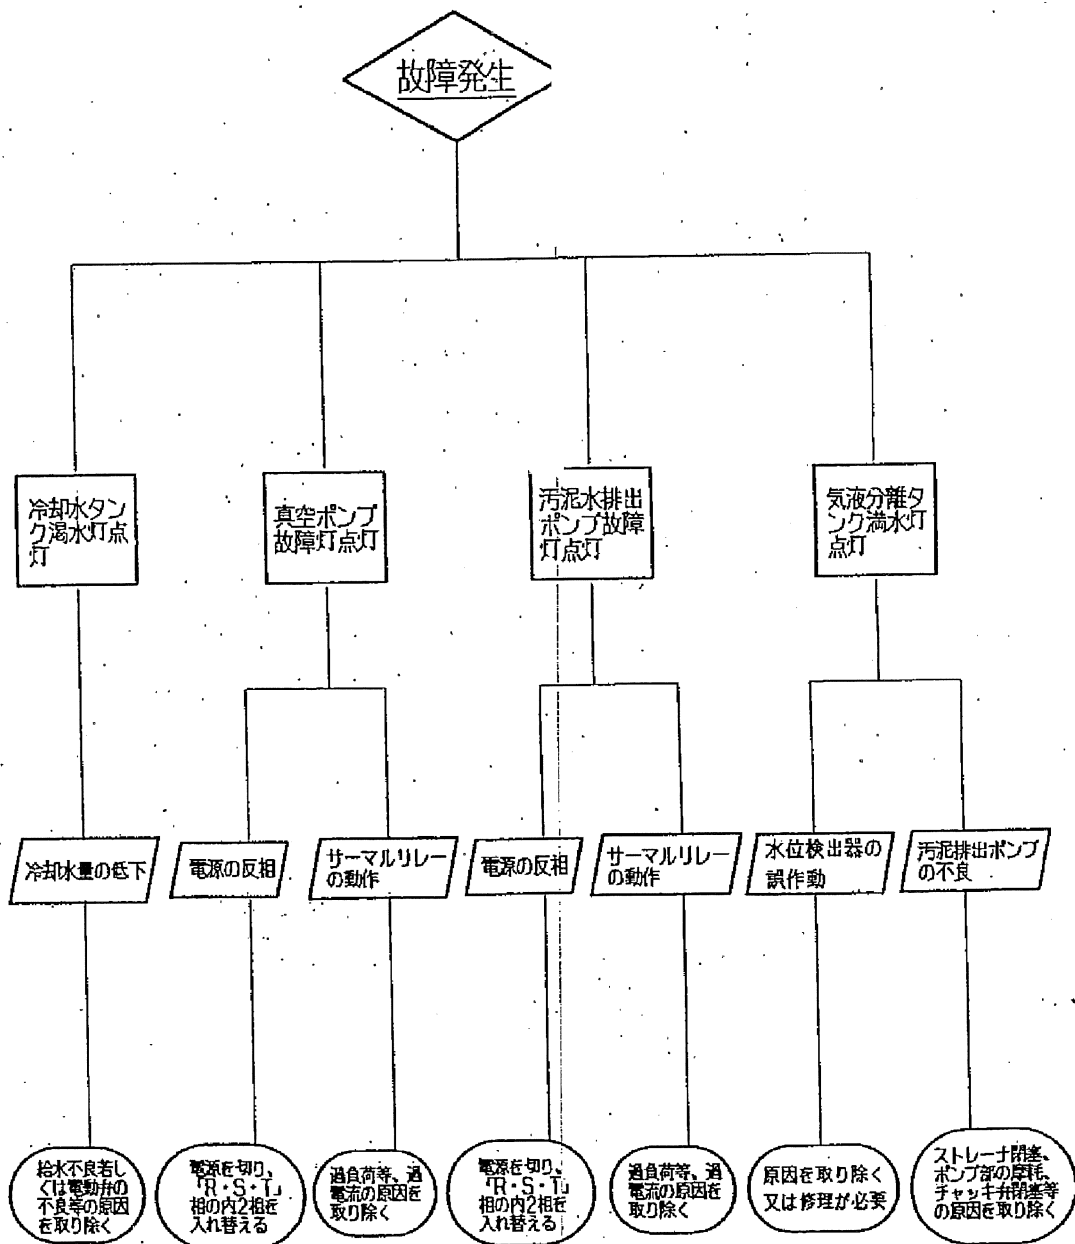 故障発生
冷却水タン
ク渇水灯点
灯
真空ポンプ
故障灯点灯
汚泥水排出
ポンプ故障
灯点灯
気液分離タ
ンク満水灯
点灯
冷却水量の低下
電源の反相
サーマルリレー
の動作
電源の反相
サーマルリレー
の動作
水位検出器の
誤作動
汚泥排出ポンプ
の不良
給水不良若し
くは電動弁の
不良等の原因
を取り除く
電源を切り、
「R・S・T」
相の内2相を
入れ替える
過負荷等、過
電流の原因を
取り除く
電源を切り、
「R・S・T」
相の内2相を
入れ替える
過負荷等、過
電流の原因を
取り除く
原因を取り除く
又は修理が必要
ストレーナ閉塞、
ポンプ部の摩耗、
チャッキ弁閉塞等
の原因を取り除く